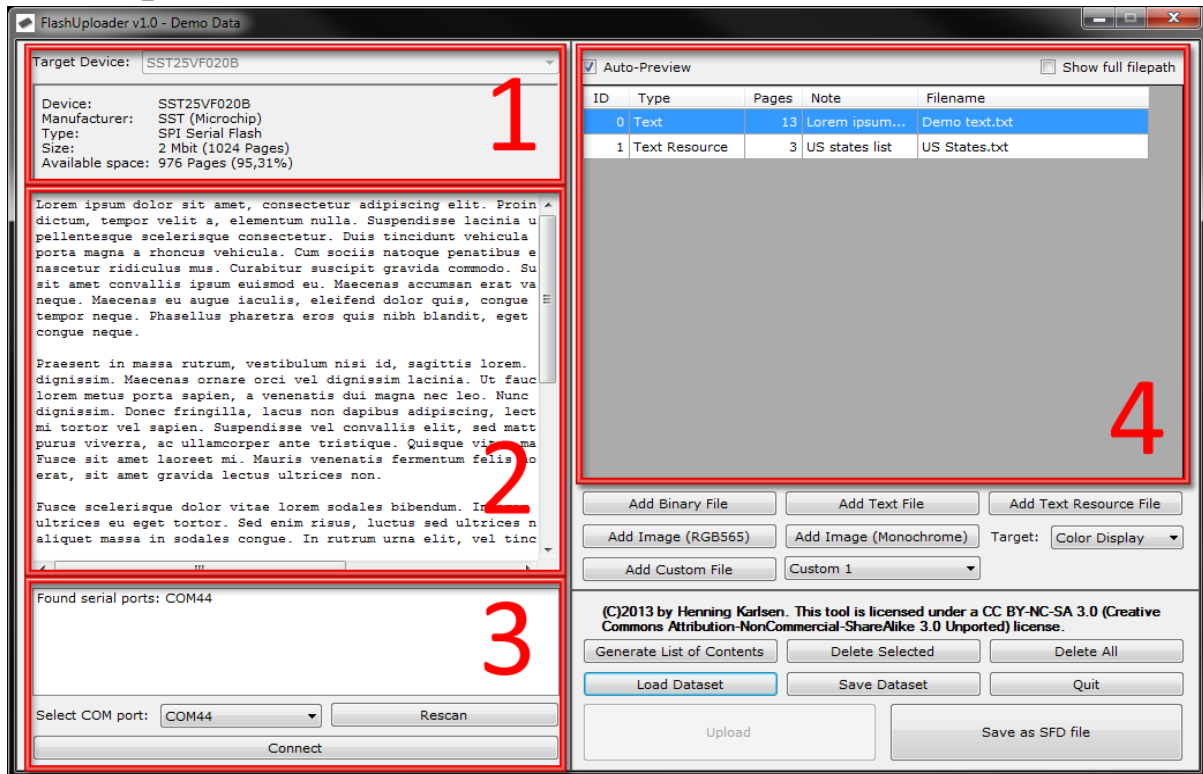 FlashUploader v1.0 - Demo Data
Target Device: SST25VF020B
1
Device: SST25VF020B
Manufacturer: SST (Microchip)
Type: SPI Serial Flash
Size: 2 Mbit (1024 Pages)
Available space: 976 Pages (95,31%)
Lorem ipsum dolor sit amet, consectetur adipiscing elit. Proin
dictum, tempor velit a, elementum nulla. Suspendisse lacinia u
pellentesque scelerisque consectetur. Duis tincidunt vehicula
porta magna a rhoncus vehicula. Cum sociis natoque penatibus e
nascetur ridiculus mus. Curabitur suscipit gravida commodo. Su
sit amet convallis ipsum euismod eu. Maecenas accumsan erat va
neque. Maecenas eu augue iaculis, eleifend dolor quis, congue
tempor neque. Phasellus pharetra eros quis nibh blandit, eget
congue neque.
Praesent in massa rutrum, vestibulum nisi id, sagittis lorem.
dignissim. Maecenas ornare orci vel dignissim lacinia. Ut fauc
lorem metus porta sapien, a venenatis dui magna nec leo. Nunc
dignissim. Donec fringilla, lacus non dapibus adipiscing, lect
mi tortor vel sapien. Suspendisse vel convallis elit, sed matt
purus viverra, ac ullamcorper ante tristique. Quisque ma
Fusce sit amet laoreet mi. Mauris venenatis fermentum felis
erat, sit amet gravida lectus ultrices non.
2
Fusce scelerisque dolor vitae lorem sodales bibendum.
ultrices eu eget tortor. Sed enim risus, luctus sed ultrices n
aliquet massa in sodales congue. In rutrum urna elit, vel tinc
Found serial ports: COM44
3
Select COM port: COM44 Rescan
Connect
Auto-Preview Show full filepath
ID Type Pages Note Filename
0 Text 13 Lorem ipsum... Demo text.txt
1 Text Resource 3 US states list US States.txt
4
Add Binary File Add Text File Add Text Resource File
Add Image (RGB565) Add Image (Monochrome) Target: Color Display
Add Custom File Custom 1
(C)2013 by Henning Karlsen. This tool is licensed under a CC BY-NC-SA 3.0 (Creative
Commons Attribution-NonCommercial-ShareAlike 3.0 Unported) license.
Generate List of Contents Delete Selected Delete All
Load Dataset Save Dataset Quit
Upload Save as SFD file